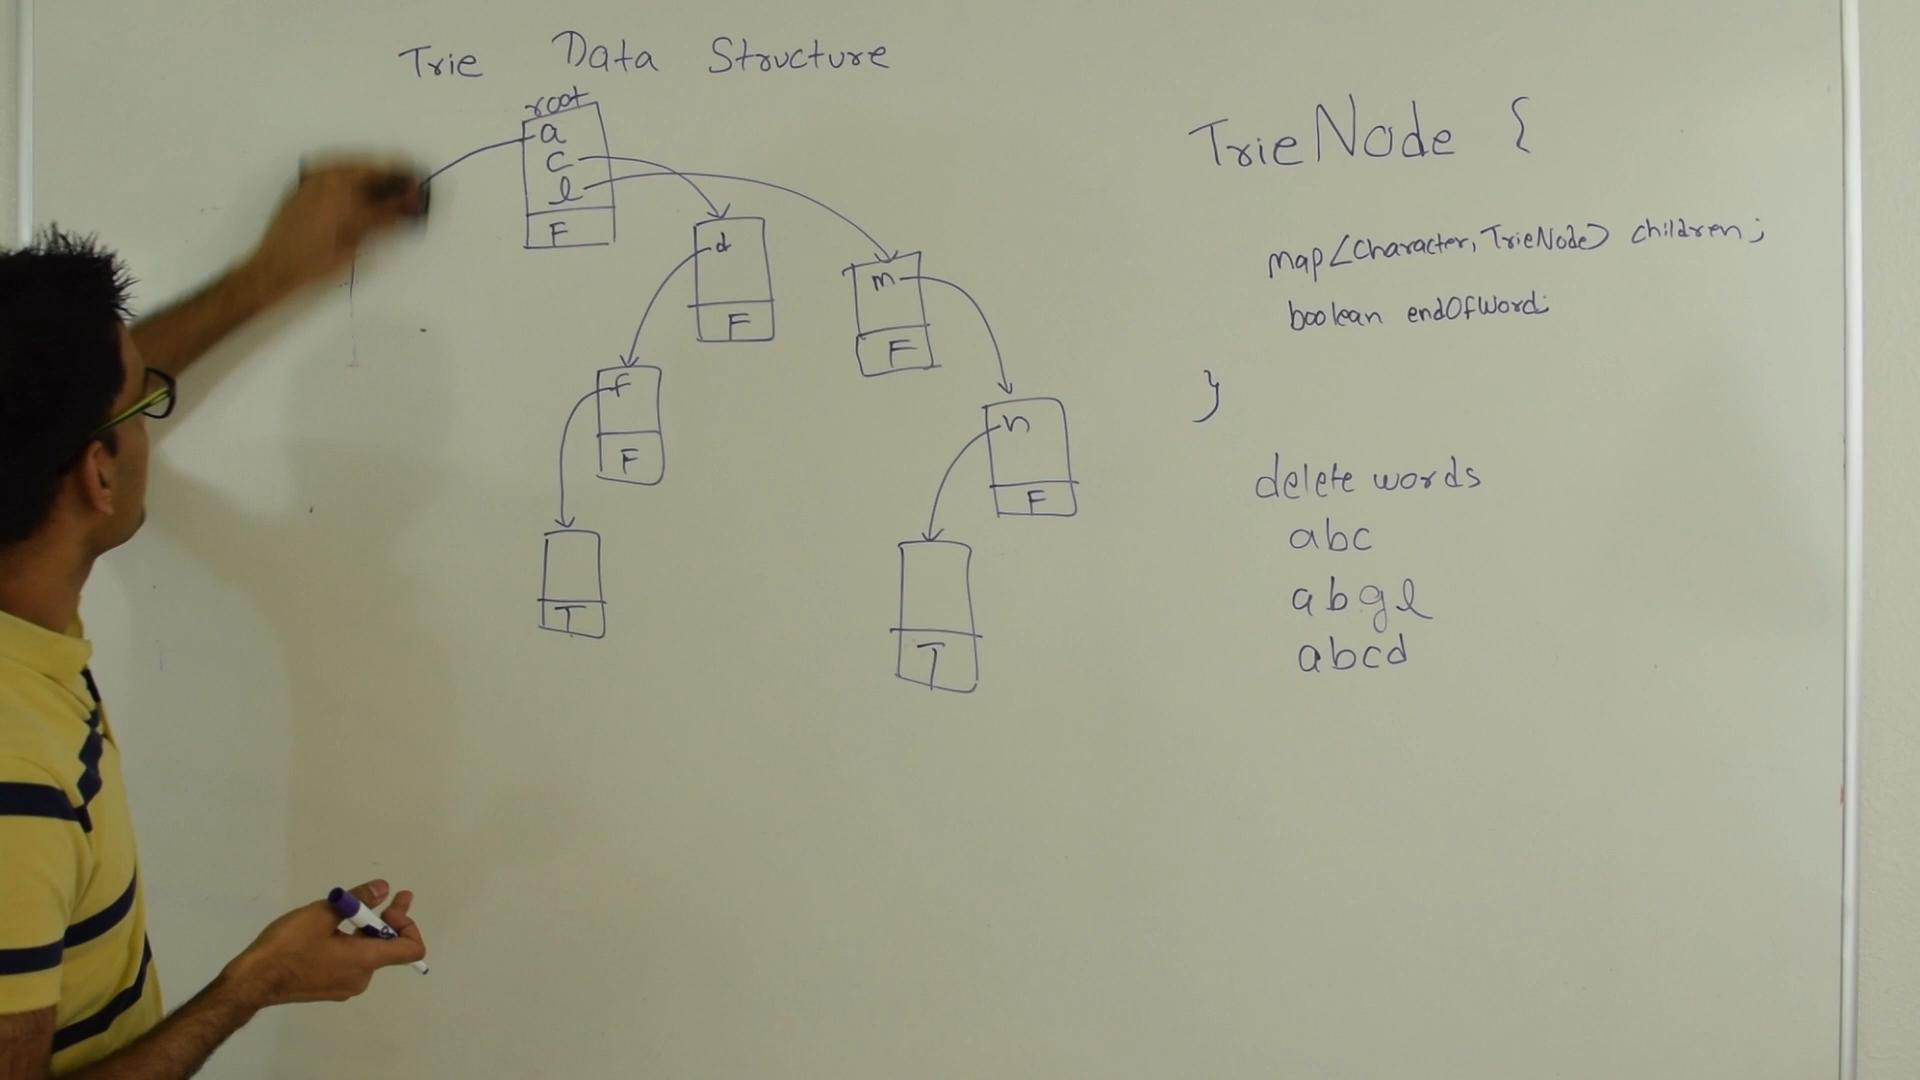 Trie Data Structure
root
a
c
l
F
d
F
m
F
f
F
n
F
T
T
TrieNode {
map<Character, TrieNode> children;
boolean endOfWord;
}
delete words
abc
abgl
abcd